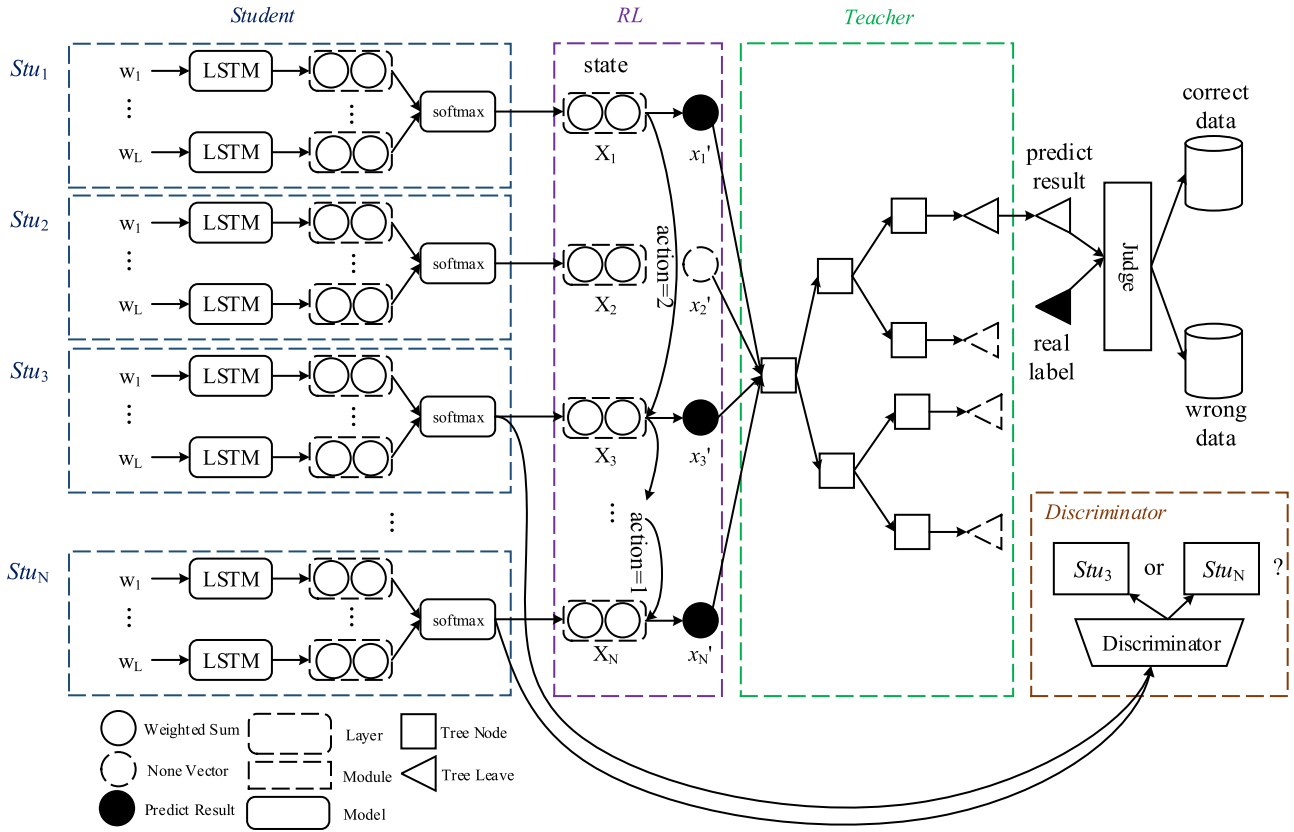 Student
RL
Teacher
Stu1
w1
LSTM
⋮
softmax
wL
LSTM
state
X1
x1'
Stu2
w1
LSTM
⋮
softmax
wL
LSTM
X2
x2'
action=2
Stu3
w1
LSTM
⋮
softmax
wL
LSTM
X3
x3'
...
...
action=1
StuN
w1
LSTM
⋮
softmax
wL
LSTM
XN
xN'
correct
data
predict
result
Judge
real
label
wrong
data
Discriminator
Stu3 or StuN ?
Discriminator
Weighted Sum
Layer
Tree Node
None Vector
Module
Tree Leave
Predict Result
Model